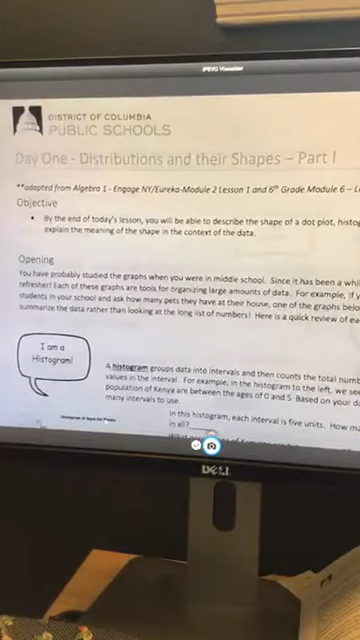 IPEVO Visualizer
DISTRICT OF COLUMBIA
PUBLIC SCHOOLS
Day One - Distributions and their Shapes – Part I
**adapted from Algebra 1 - Engage NY/Eureka-Module 2 Lesson 1 and 6th Grade Module 6 –
Objective
• By the end of today's lesson, you will be able to describe the shape of a dot plot,
explain the meaning of the shape in the context of the data.
Opening
You have probably studied the graphs when you were in middle school. Since it has been a
refresher! Each of these graphs are tools for organizing large amounts of data. For example,
students in your school and ask how many pets they have at their house, one of the graphs
summarize the data rather than looking at the long list of numbers! Here is a quick review of
I am a
Histogram!
A histogram groups data into intervals and then counts the total
values in the interval. For example, in the histogram to the left, we
population of Kenya are between the ages of 0 and 5. Based on your
many intervals to use.
In this histogram, each interval is five units. How
in all?
DELL